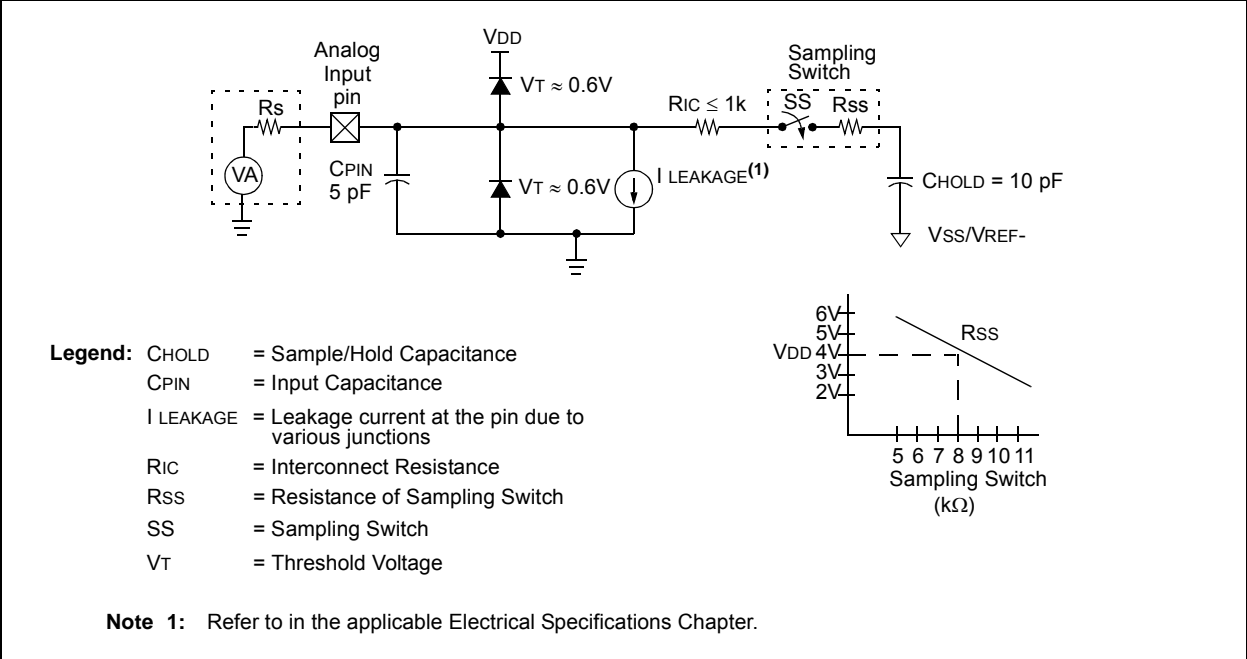 VDD
Analog
Input
pin
VT ≈ 0.6V
Sampling
Switch
Rs
RIC ≤ 1k
SS
Rss
VA
CPIN
5 pF
VT ≈ 0.6V
I LEAKAGE(1)
CHOLD = 10 pF
VSS/VREF-
6V
5V
VDD 4V
3V
2V
RSS
5 6 7 8 9 10 11
Sampling Switch
(kΩ)
Legend: CHOLD = Sample/Hold Capacitance
CPIN = Input Capacitance
I LEAKAGE = Leakage current at the pin due to
various junctions
RIC = Interconnect Resistance
RSS = Resistance of Sampling Switch
SS = Sampling Switch
VT = Threshold Voltage
Note 1: Refer to in the applicable Electrical Specifications Chapter.